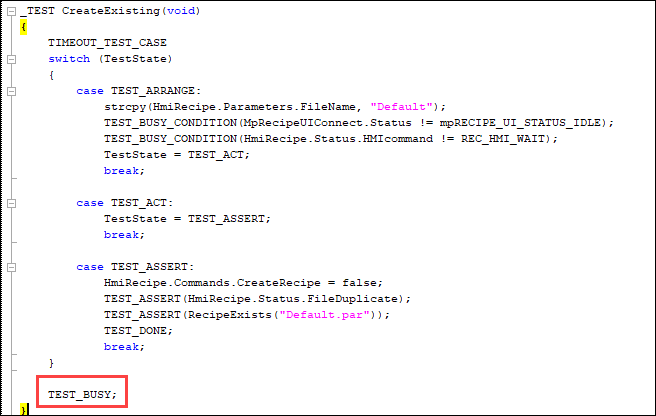 _TEST CreateExisting(void)
{
TIMEOUT_TEST_CASE
switch (TestState)
{
case TEST_ARRANGE:
strcpy(HmiRecipe.Parameters.FileName, "Default");
TEST_BUSY_CONDITION(MpRecipeUIConnect.Status != mpRECIPE_UI_STATUS_IDLE);
TEST_BUSY_CONDITION(HmiRecipe.Status.HMIcommand != REC_HMI_WAIT);
TestState = TEST_ACT;
break;
case TEST_ACT:
TestState = TEST_ASSERT;
break;
case TEST_ASSERT:
HmiRecipe.Commands.CreateRecipe = false;
TEST_ASSERT(HmiRecipe.Status.FileDuplicate);
TEST_ASSERT(RecipeExists("Default.par"));
TEST_DONE;
break;
}
TEST_BUSY;
}